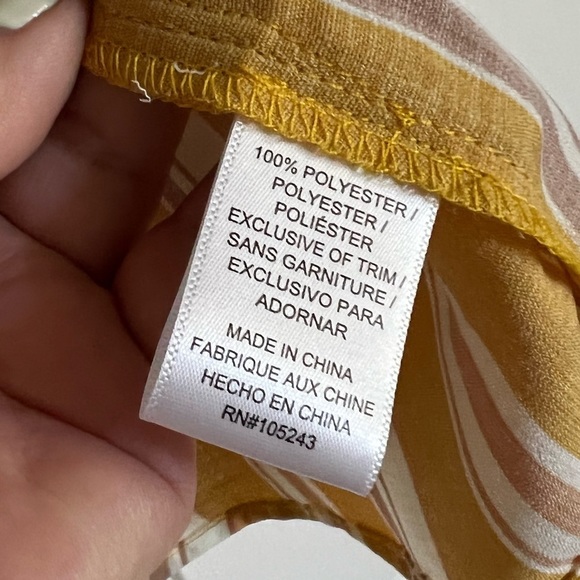 100% POLYESTER /
POLYESTER /
POLIÉSTER
EXCLUSIVE OF TRIM /
SANS GARNITURE /
EXCLUSIVO PARA
ADORNAR
MADE IN CHINA
FABRIQUE AUX CHINE
HECHO EN CHINA
RN#105243